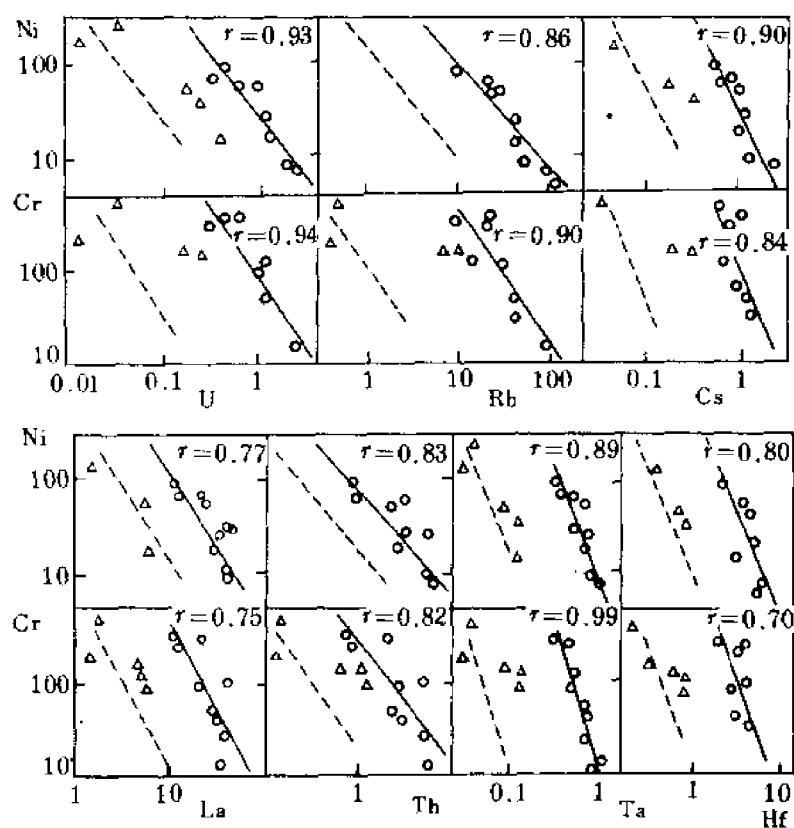 Ni r=0.93 r=0.86 r=0.90
100
10
Cr r=0.94 r=0.90 r=0.84
100
10
0.01 0.1 1 1 10 100 0.1 1
U Rb Cs
Ni r=0.77 r=0.83 r=0.89 r=0.80
100
10
Cr r=0.75 r=0.82 r=0.99 r=0.70
100
10
1 10 1 0.1 1 1 10
La Th Ta Hf